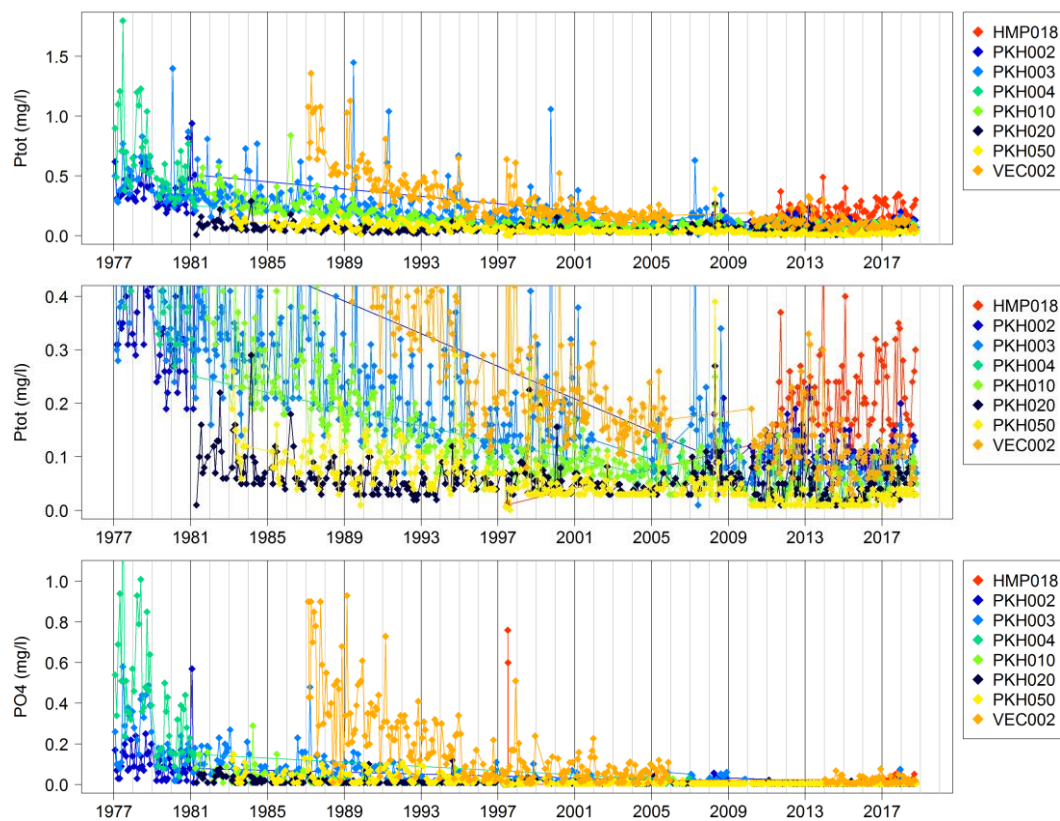 Ptot (mg/l)
1.5
1.0
0.5
0.0
1977 1981 1985 1989 1993 1997 2001 2005 2009 2013 2017
HMP018
PKH002
PKH003
PKH004
PKH010
PKH020
PKH050
VEC002
Ptot (mg/l)
0.4
0.3
0.2
0.1
0.0
1977 1981 1985 1989 1993 1997 2001 2005 2009 2013 2017
HMP018
PKH002
PKH003
PKH004
PKH010
PKH020
PKH050
VEC002
PO4 (mg/l)
1.0
0.8
0.6
0.4
0.2
0.0
1977 1981 1985 1989 1993 1997 2001 2005 2009 2013 2017
HMP018
PKH002
PKH003
PKH004
PKH010
PKH020
PKH050
VEC002